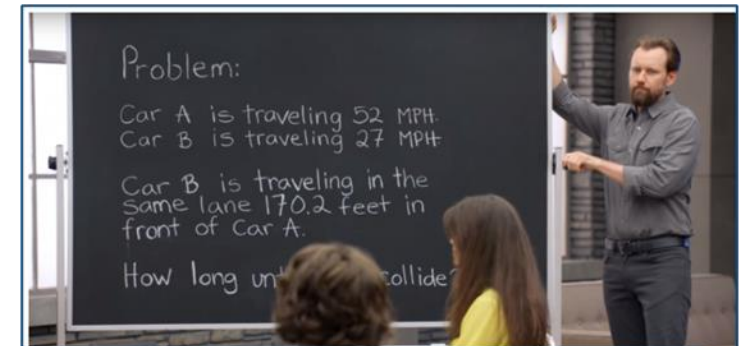 Problem:
Car A is traveling 52 MPH.
Car B is traveling 27 MPH
Car B is traveling in the
same lane 170.2 feet in
front of Car A.
How long collide?